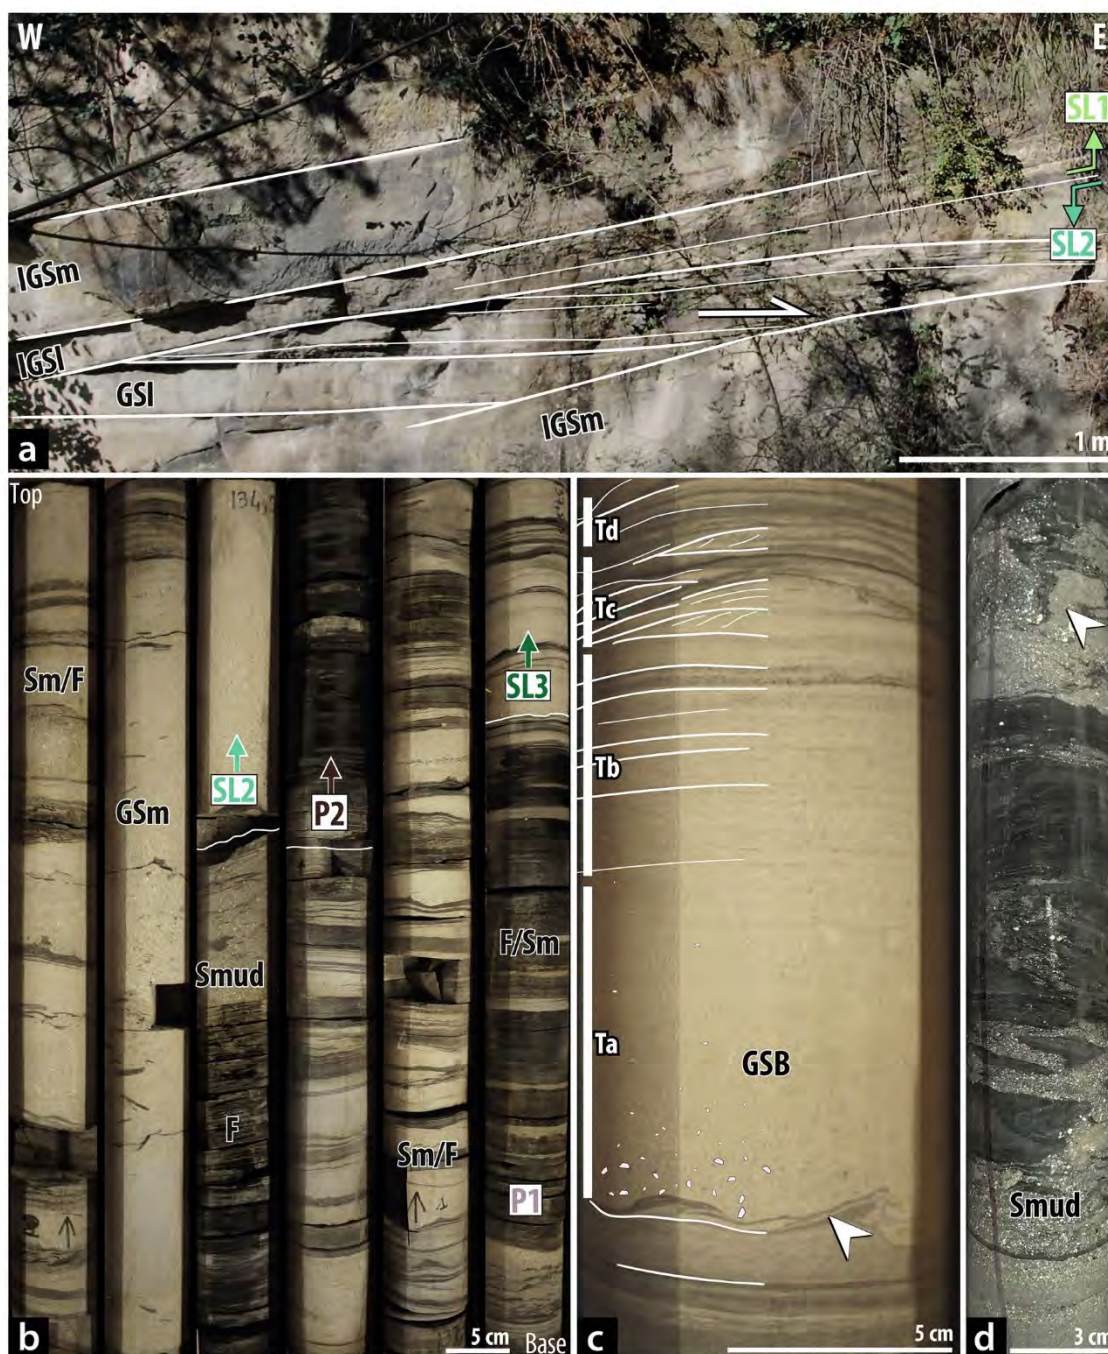 W
E
SL1
SL2
IGSm
IGSl
GSl
IGSm
a
1 m
Top
134,
Sm/F
GSm
SL2
P2
SL3
Smud
F/Sm
F
Sm/F
P1
b
5 cm
Base
Td
Tc
Tb
Ta
GSB
c
5 cm
Smud
d
3 cm